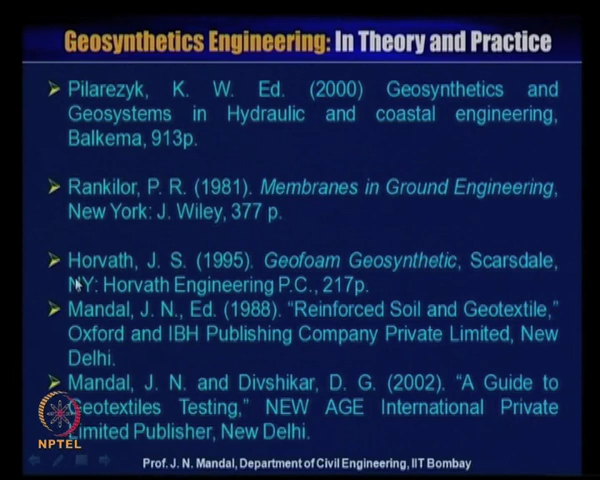 Geosynthetics Engineering: In Theory and Practice
Pilarezyk, K. W. Ed. (2000) Geosynthetics and
Geosystems in Hydraulic and coastal engineering,
Balkema, 913p.
Rankilor, P. R. (1981). Membranes in Ground Engineering,
New York: J. Wiley, 377 p.
Horvath, J. S. (1995). Geofoam Geosynthetic, Scarsdale,
NY: Horvath Engineering P.C., 217p.
Mandal, J. N., Ed. (1988). “Reinforced Soil and Geotextile,”
Oxford and IBH Publishing Company Private Limited, New
Delhi.
Mandal, J. N. and Divshikar, D. G. (2002). “A Guide to
Geotextiles Testing,” NEW AGE International Private
Limited Publisher, New Delhi.
NPTEL
Prof. J. N. Mandal, Department of Civil Engineering, IIT Bombay